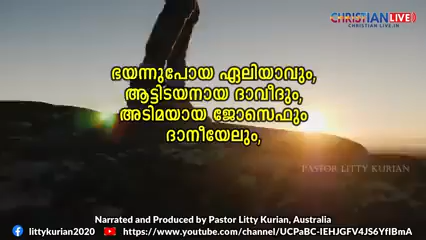 CHRISTIAN LIVE
CHRISTIAN LIVE.IN
ഭയന്നുപോയ ഏലിയാവും,
ആട്ടിടയനായ ദാവീദും,
അടിമയായ ജോസെഫും
ദാനീയേലും,
PASTOR LITTY KURIAN
Narrated and Produced by Pastor Litty Kurian, Australia
littykurian2020 https://www.youtube.com/channel/UCPaBC-IEHJGFV4JS6YfIBmA